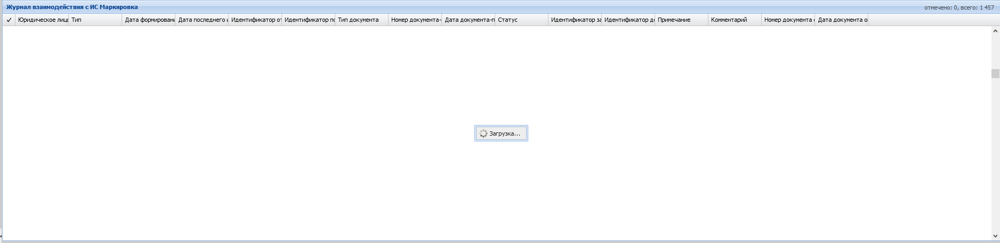 Журнал взаимодействия с ИС Маркировка
отмечено: 0, всего: 1 457
Юридическое лиц Тип Дата формирован Дата последнего и Идентификатор от Идентификатор по Тип документа Номер документа- Дата документа-п Статус Идентификатор за Идентификатор до Примечание Комментарий Номер документа Дата документа о
Загрузка...